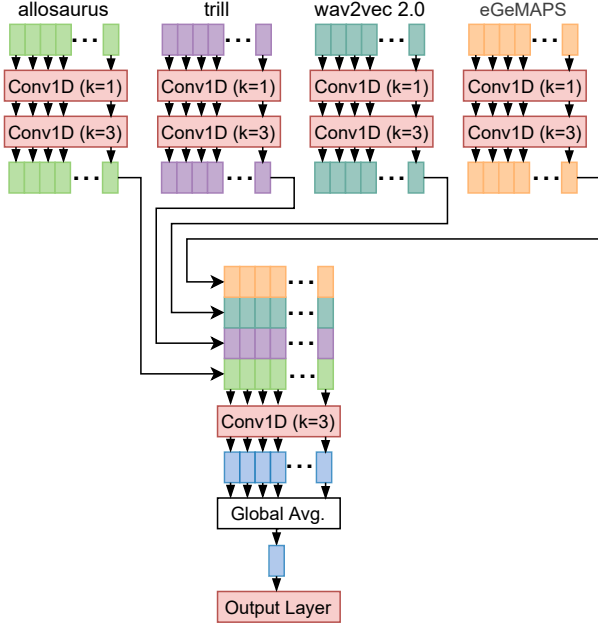 allosaurus trill wav2vec 2.0 eGeMAPS
Conv1D (k=1) Conv1D (k=1) Conv1D (k=1) Conv1D (k=1)
Conv1D (k=3) Conv1D (k=3) Conv1D (k=3) Conv1D (k=3)
Conv1D (k=3)
Global Avg.
Output Layer